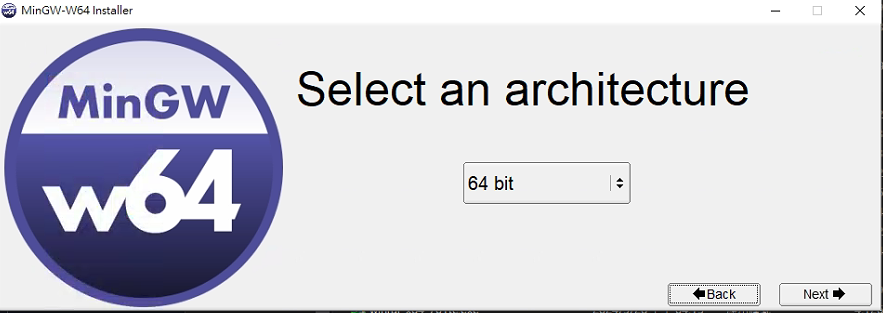 MinGW-W64 Installer
MinGW
w64
Select an architecture
64 bit
Back
Next